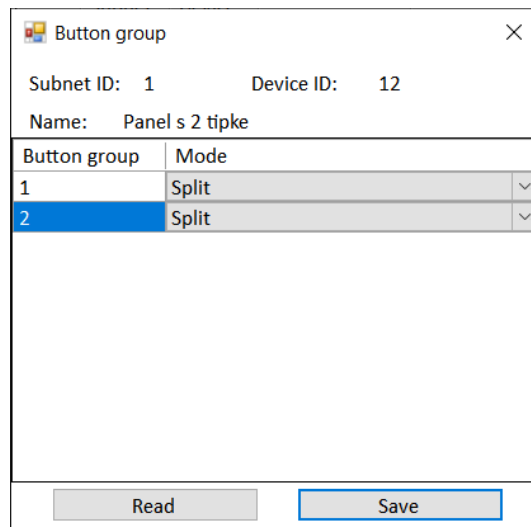 Button group
Subnet ID: 1 Device ID: 12
Name: Panel s 2 tipke
Button group Mode
1 Split
2 Split
Read Save